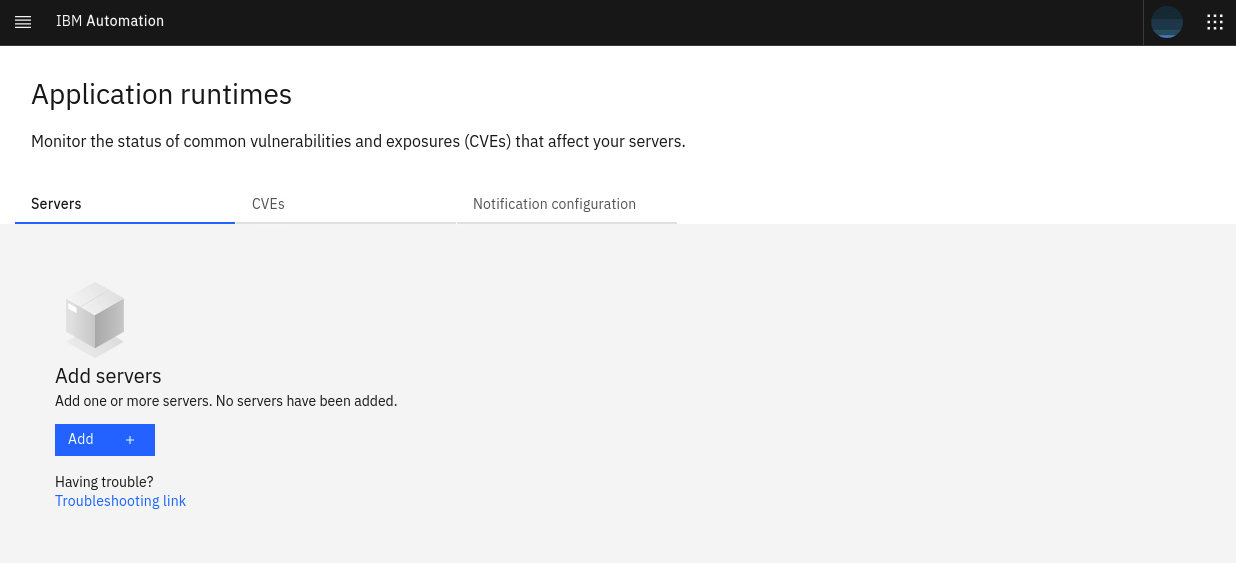 IBM Automation
Application runtimes
Monitor the status of common vulnerabilities and exposures (CVEs) that affect your servers.
Servers CVEs Notification configuration
Add servers
Add one or more servers. No servers have been added.
Add +
Having trouble?
Troubleshooting link